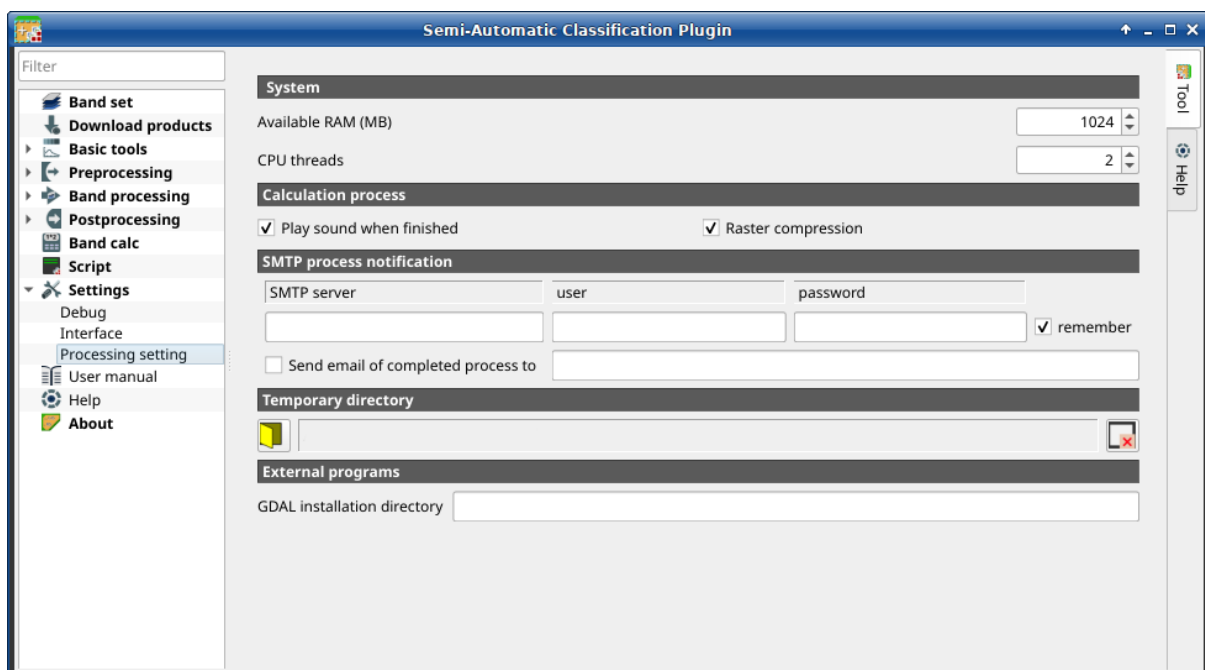 Semi-Automatic Classification Plugin
Filter
Band set
Download products
Basic tools
Preprocessing
Band processing
Postprocessing
Band calc
Script
Settings
Debug
Interface
Processing setting
User manual
Help
About
System
Available RAM (MB) 1024
CPU threads 2
Calculation process
Play sound when finished Raster compression
SMTP process notification
SMTP server user password
remember
Send email of completed process to
Temporary directory
External programs
GDAL installation directory
Tool
Help